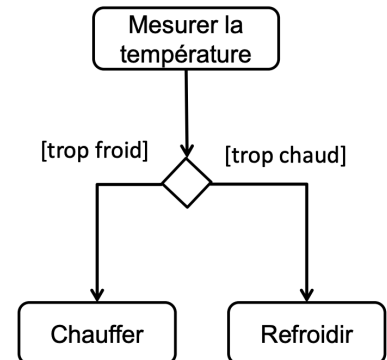 Mesurer la
température
[trop froid]
[trop chaud]
Chauffer
Refroidir